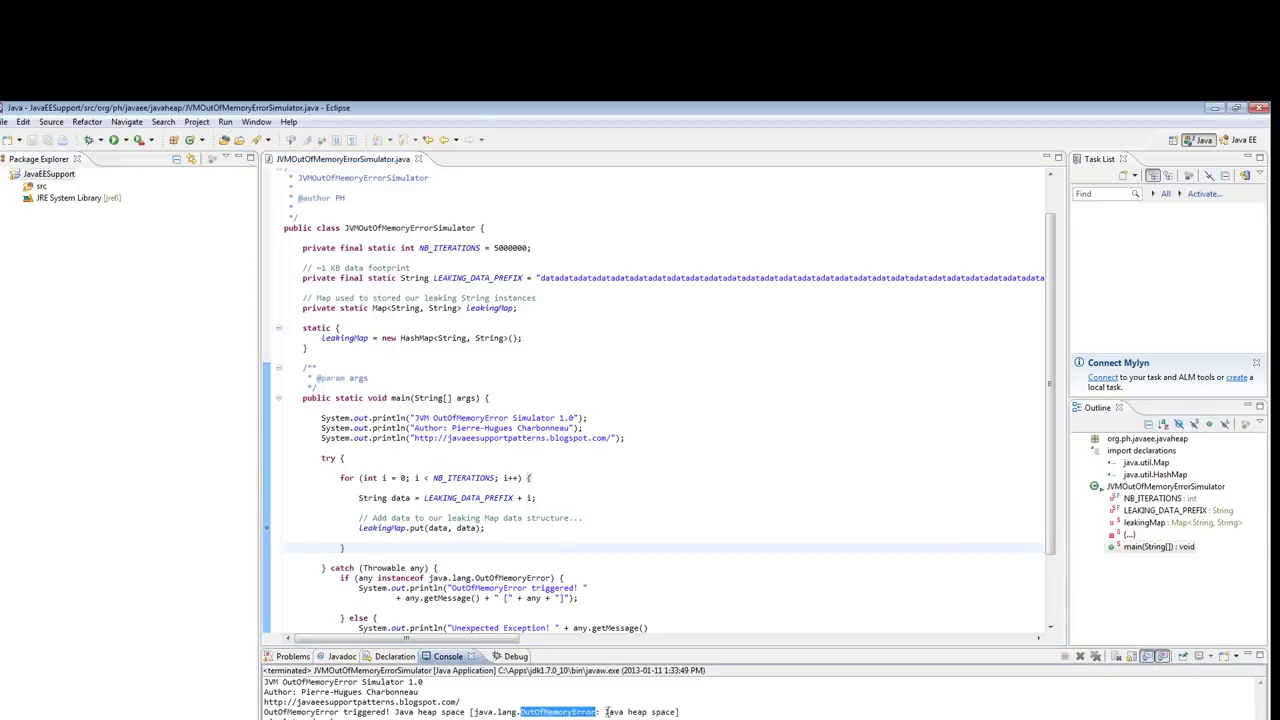 Java - JavaEESupport/src/org/ph/javaee/javaheap/JVMOutOfMemoryErrorSimulator.java - Eclipse
Edit Source Refactor Navigate Search Project Run Window Help
Java Java EE
Package Explorer
JavaEESupport
src
JRE System Library [jre6]
JVMOutOfMemoryErrorSimulator.java
* JVMOutOfMemoryErrorSimulator
*
* @author PH
*
*/
public class JVMOutOfMemoryErrorSimulator {
private final static int NB_ITERATIONS = 5000000;
// ~1 KB data footprint
private final static String LEAKING_DATA_PREFIX = "datadatadatadatadatadatadatadatadatadatadatadatadatadatadatadatadatadatadatadatadatadatadatadatadatadata
// Map used to stored our leaking String instances
private static Map<String, String> leakingMap;
static {
leakingMap = new HashMap<String, String>();
}
/**
* @param args
*/
public static void main(String[] args) {
System.out.println("JVM OutOfMemoryError Simulator 1.0");
System.out.println("Author: Pierre-Hugues Charbonneau");
System.out.println("http://javaeesupportpatterns.blogspot.com/");
try {
for (int i = 0; i < NB_ITERATIONS; i++) {
String data = LEAKING_DATA_PREFIX + i;
// Add data to our leaking Map data structure...
leakingMap.put(data, data);
}
} catch (Throwable any) {
if (any instanceof java.lang.OutOfMemoryError) {
System.out.println("OutOfMemoryError triggered! "
+ any.getMessage() + " [" + any + "]");
} else {
System.out.println("Unexpected Exception! " + any.getMessage()
Task List
Find All Activate...
Connect Mylyn
Connect to your task and ALM tools or create a
local task.
Outline
org.ph.javaee.javaheap
import declarations
java.util.Map
java.util.HashMap
JVMOutOfMemoryErrorSimulator
NB_ITERATIONS : int
LEAKING_DATA_PREFIX : String
leakingMap : Map<String, String>
{...}
main(String[]) : void
Problems Javadoc Declaration Console Debug
<terminated> JVMOutOfMemoryErrorSimulator [Java Application] C:\Apps\jdk1.7.0_10\bin\javaw.exe (2013-01-11 1:33:49 PM)
JVM OutOfMemoryError Simulator 1.0
Author: Pierre-Hugues Charbonneau
http://javaeesupportpatterns.blogspot.com/
OutOfMemoryError triggered! Java heap space [java.lang.OutOfMemoryError: Java heap space]